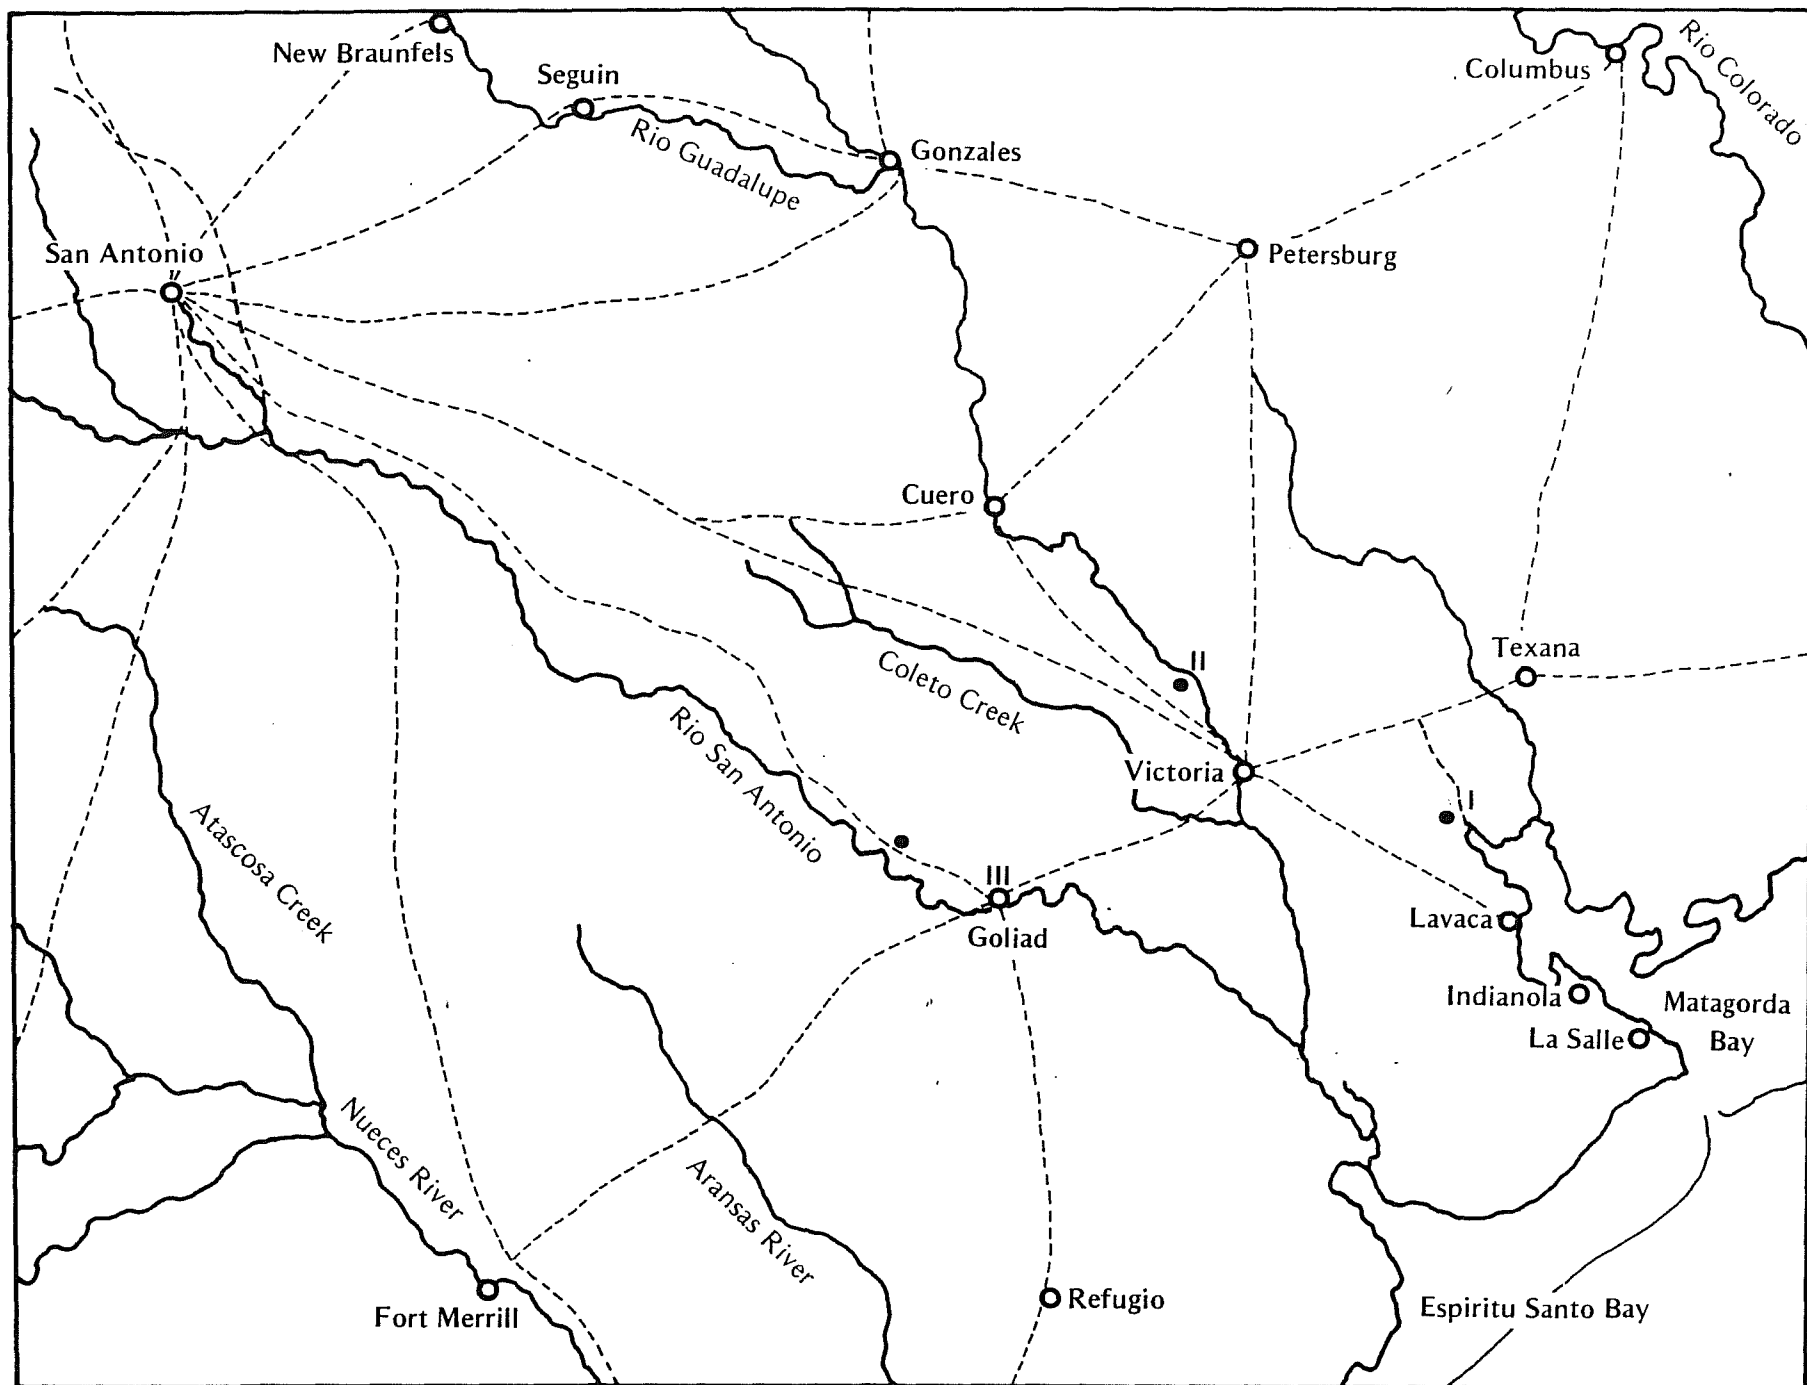 New Braunfels
Seguin
Columbus
Rio Colorado
Rio Guadalupe
Gonzales
San Antonio
Petersburg
Cuero
II
Texana
Coleto Creek
Rio San Antonio
Victoria
I
Atascosa Creek
III
Goliad
Lavaca
Indianola
Matagorda
Bay
La Salle
Nueces River
Aransas River
Refugio
Espiritu Santo Bay
Fort Merrill